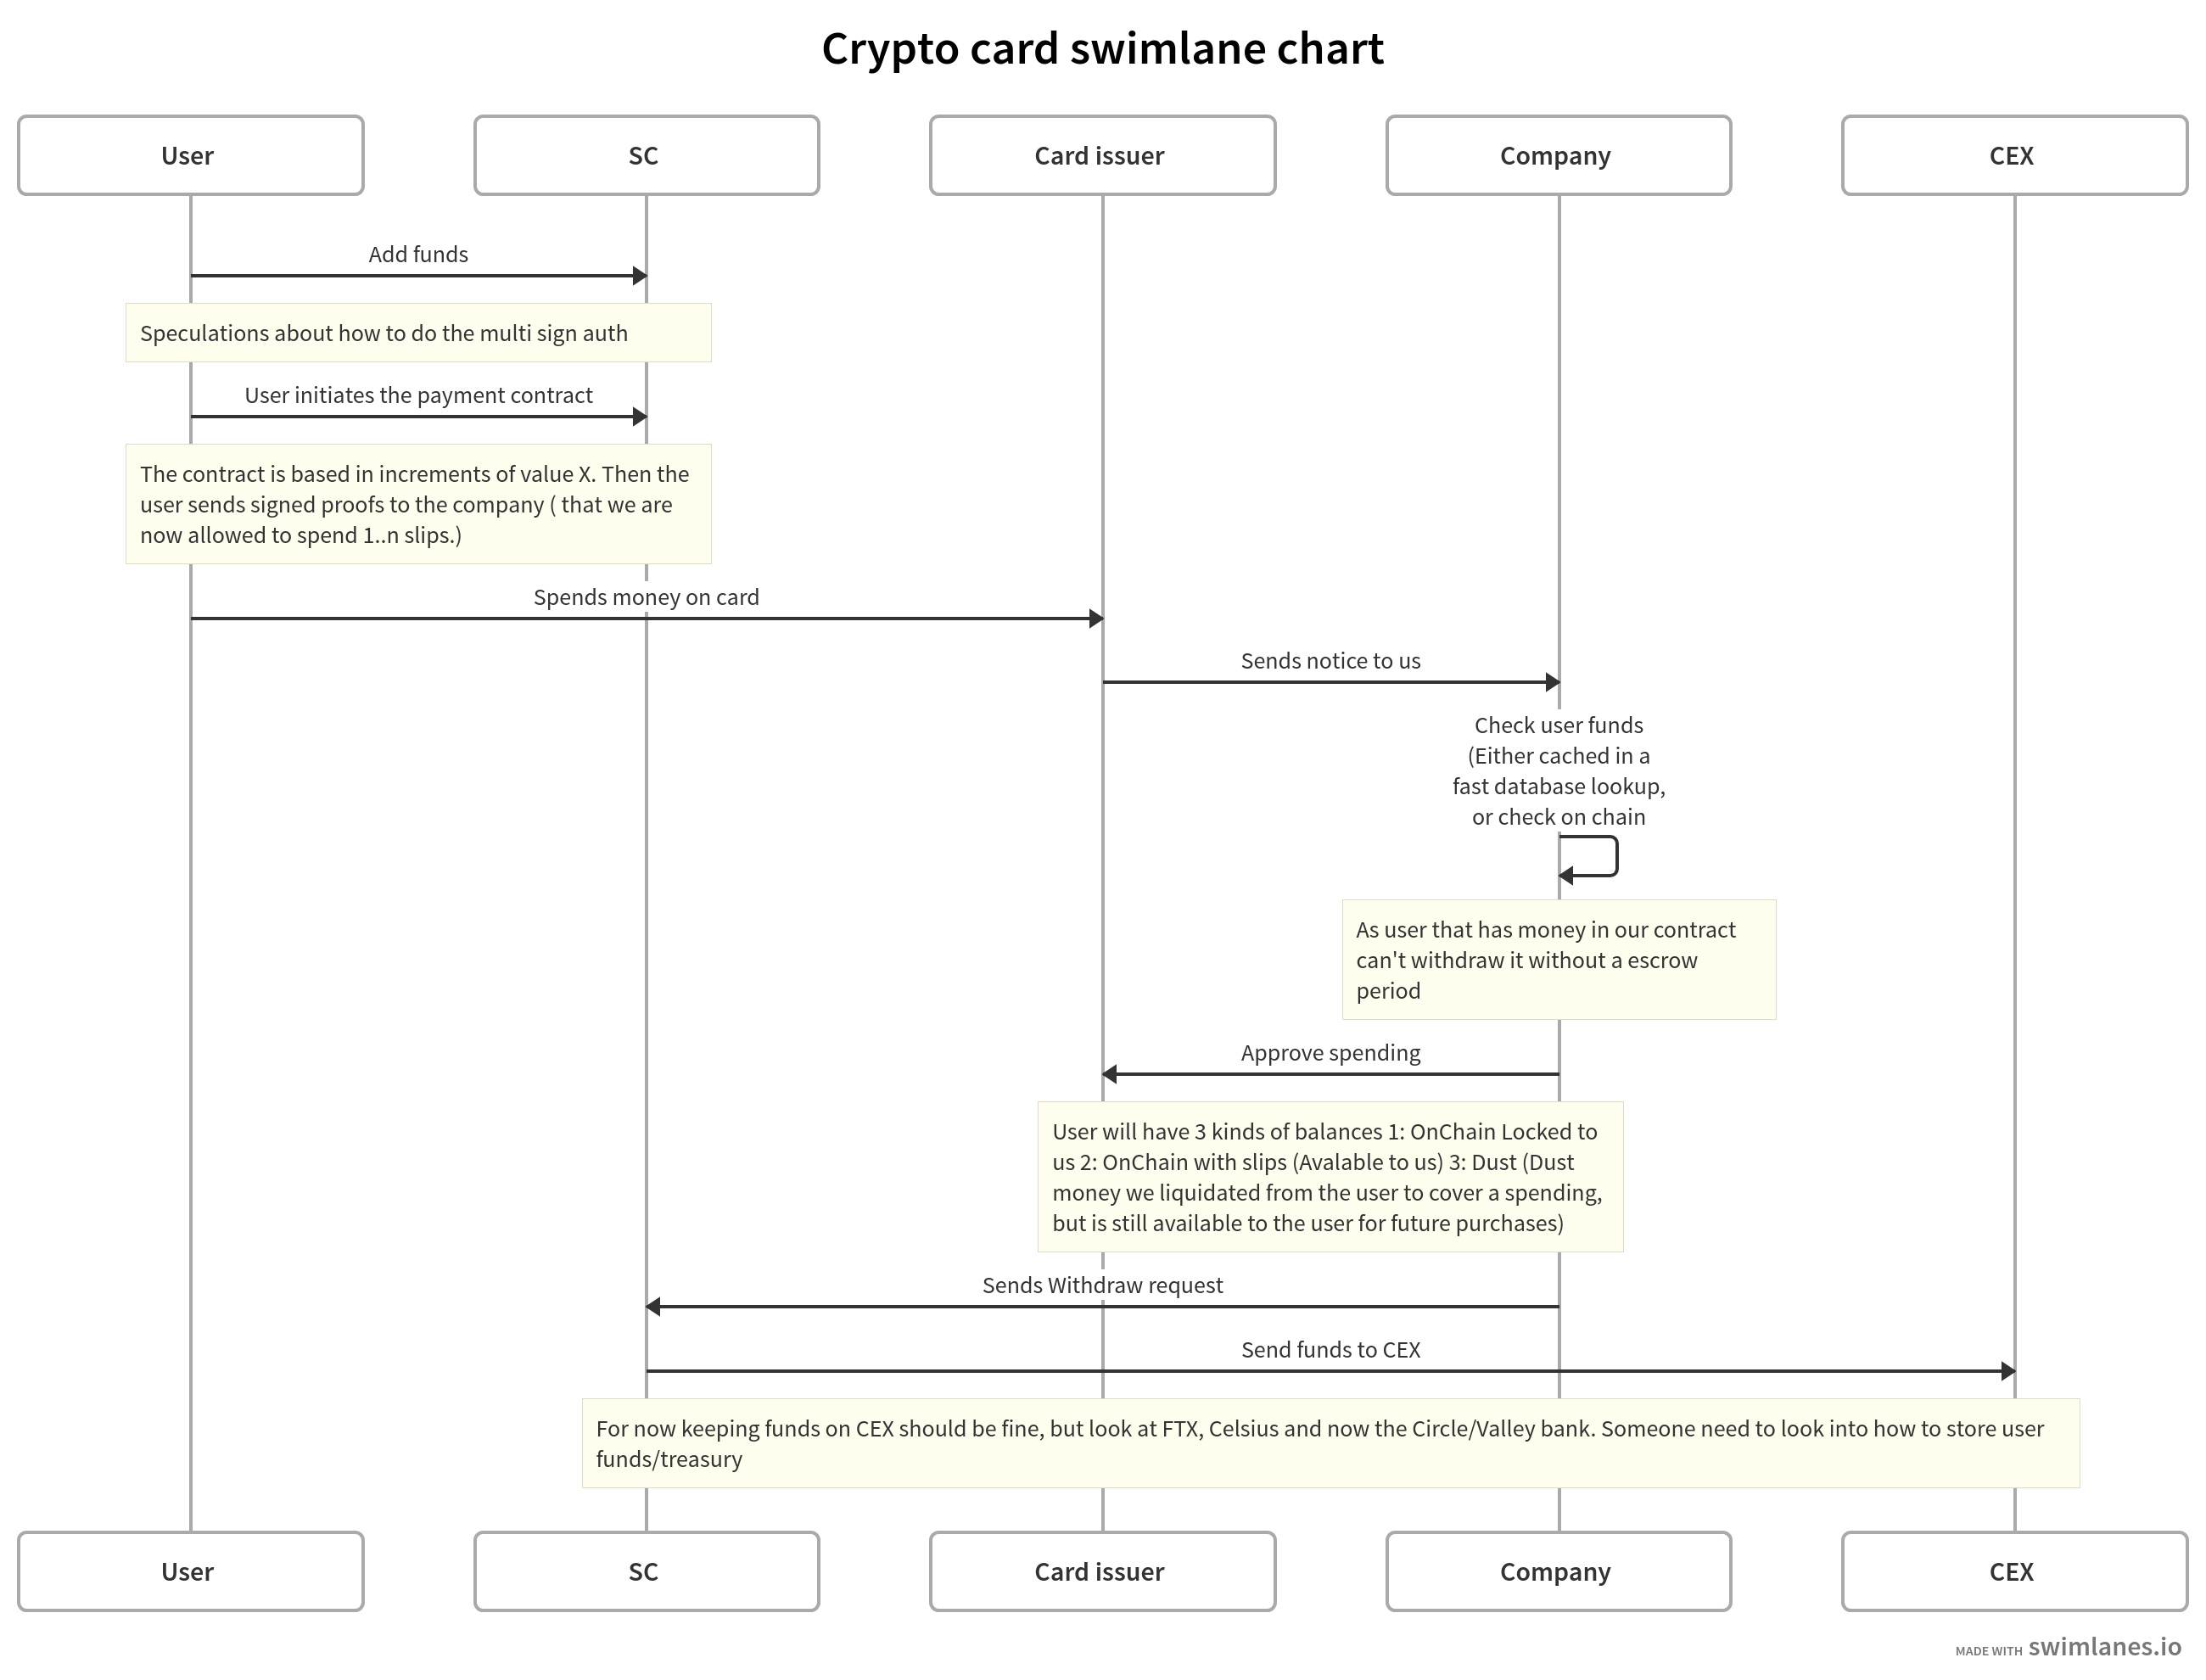 Crypto card swimlane chart
User
SC
Card issuer
Company
CEX
Add funds
Speculations about how to do the multi sign auth
User initiates the payment contract
The contract is based in increments of value X. Then the
user sends signed proofs to the company ( that we are
now allowed to spend 1..n slips.)
Spends money on card
Sends notice to us
Check user funds
(Either cached in a
fast database lookup,
or check on chain
As user that has money in our contract
can't withdraw it without a escrow
period
Approve spending
User will have 3 kinds of balances 1: OnChain Locked to
us 2: OnChain with slips (Avalable to us) 3: Dust (Dust
money we liquidated from the user to cover a spending,
but is still available to the user for future purchases)
Sends Withdraw request
Send funds to CEX
For now keeping funds on CEX should be fine, but look at FTX, Celsius and now the Circle/Valley bank. Someone need to look into how to store user
funds/treasury
User
SC
Card issuer
Company
CEX
MADE WITH swimlanes.io